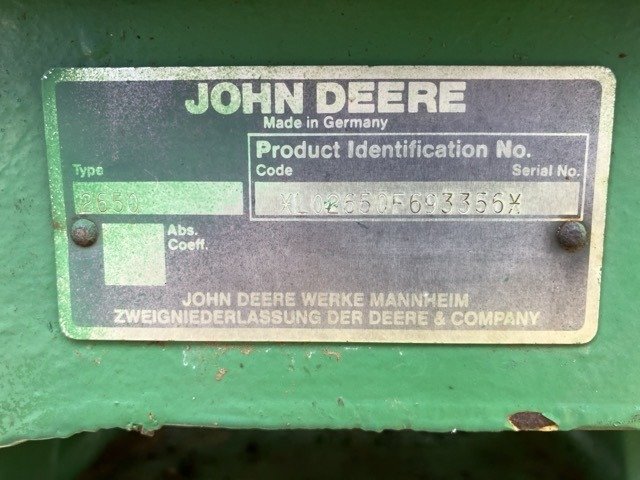 JOHN DEERE
Made in Germany
Product Identification No.
Type
Code Serial No.
2650
*L02650F693356*
Abs.
Coeff.
JOHN DEERE WERKE MANNHEIM
ZWEIGNIEDERLASSUNG DER DEERE & COMPANY